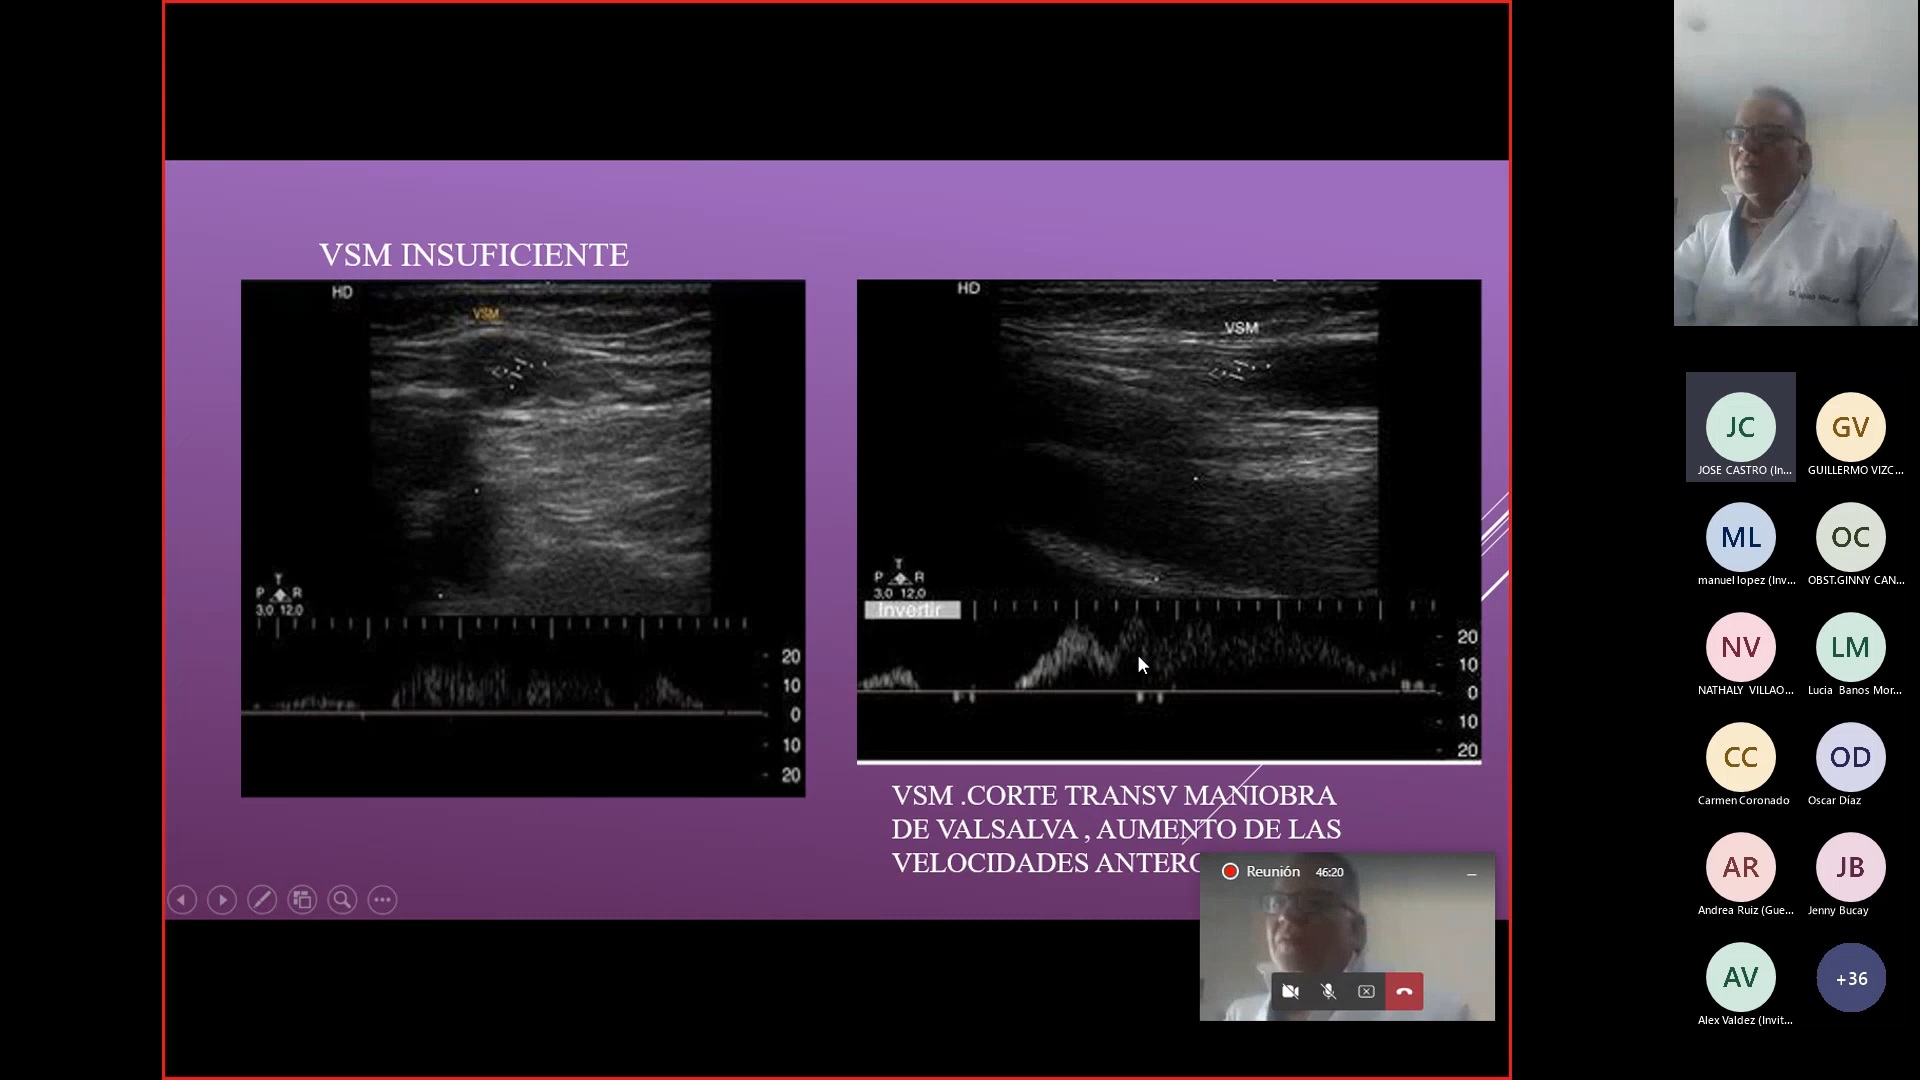 VSM INSUFICIENTE
HD
VSM
T
P R
3.0 12.0
20
10
0
10
20
HD
VSM
T
P R
3.0 12.0
Invertir
20
10
0
10
20
VSM .CORTE TRANSV MANIOBRA
DE VALSALVA , AUMENTO DE LAS
VELOCIDADES ANTERO
Reunión 46:20
JC
JOSE CASTRO (In...
GV
GUILLERMO VIZC...
ML
manuel lopez (Inv...
OC
OBST.GINNY CAN...
NV
NATHALY VILLAO...
LM
Lucia Banos Mor...
CC
Carmen Coronado
OD
Oscar Díaz
AR
Andrea Ruiz (Gue...
JB
Jenny Bucay
AV
Alex Valdez (Invit...
+36